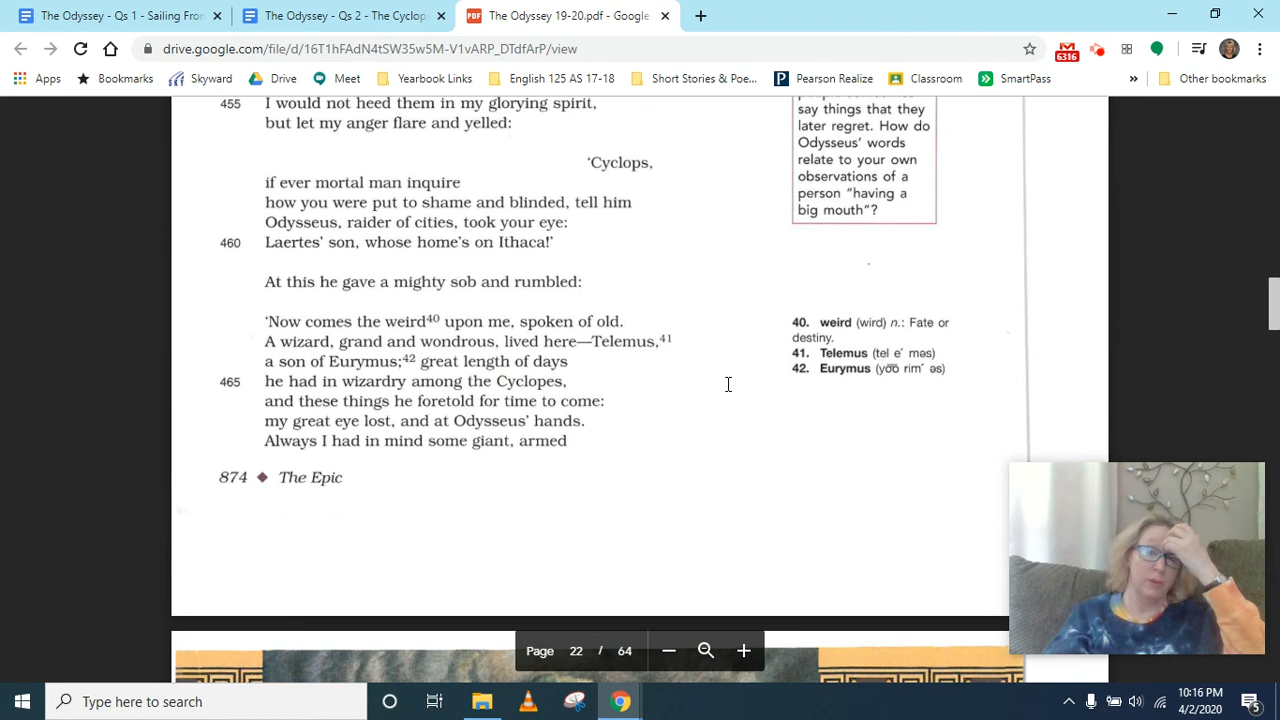 The Odyssey - Q s 1 - Sailing Fro
The Odyssey - Qs 2 - The Cyclop
PDF The Odyssey 19-20.pdf - Google
drive.google.com/file/d/16T1hFAdN4tSW35w5M-V1vARP_DTdfArP/view
6316
Apps Bookmarks Skyward Drive Meet Yearbook Links English 122 AS 17-18 Short Stories & Poe... Pearson Realize Classroom SmartPass » Other bookmarks
455 I would not heed them in my glorying spirit,
but let my anger flare and yelled:
'Cyclops,
if ever mortal man inquire
how you were put to shame and blinded, tell him
Odysseus, raider of cities, took your eye:
460 Laertes' son, whose home's on Ithaca!'
At this he gave a mighty sob and rumbled:
'Now comes the weird40 upon me, spoken of old.
A wizard, grand and wondrous, lived here—Telemus,41
a son of Eurymus;42 great length of days
465 he had in wizardry among the Cyclopes,
and these things he foretold for time to come:
my great eye lost, and at Odysseus' hands.
Always I had in mind some giant, armed
874 ◆ The Epic
say things that they
later regret. How do
Odysseus' words
relate to your own
observations of a
person "having a
big mouth"?
40. weird (wird) n.: Fate or
destiny.
41. Telemus (tel e´ məs)
42. Eurymus (yo͞o rim´ əs)
Page 22 / 64
Type here to search
10:16 PM
4/2/2020
5